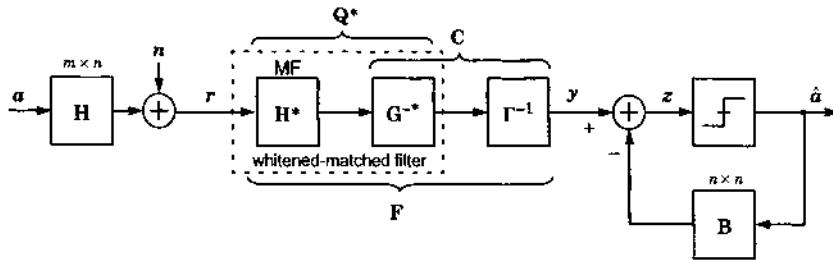 Q*
C
m × n
n
MF
a
H
r
H*
G⁻*
Γ⁻¹
y
z
â
+
+
+
−
whitened-matched filter
n × n
F
B